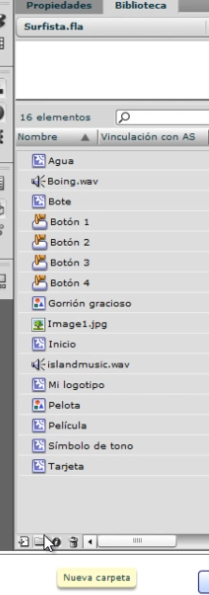 Propiedades Biblioteca
Surfista.fla
16 elementos
Nombre Vinculación con AS
Agua
Boing.wav
Bote
Botón 1
Botón 2
Botón 3
Botón 4
Gorrión gracioso
Image1.jpg
Inicio
islandmusic.wav
Mi logotipo
Pelota
Película
Símbolo de tono
Tarjeta
Nueva carpeta